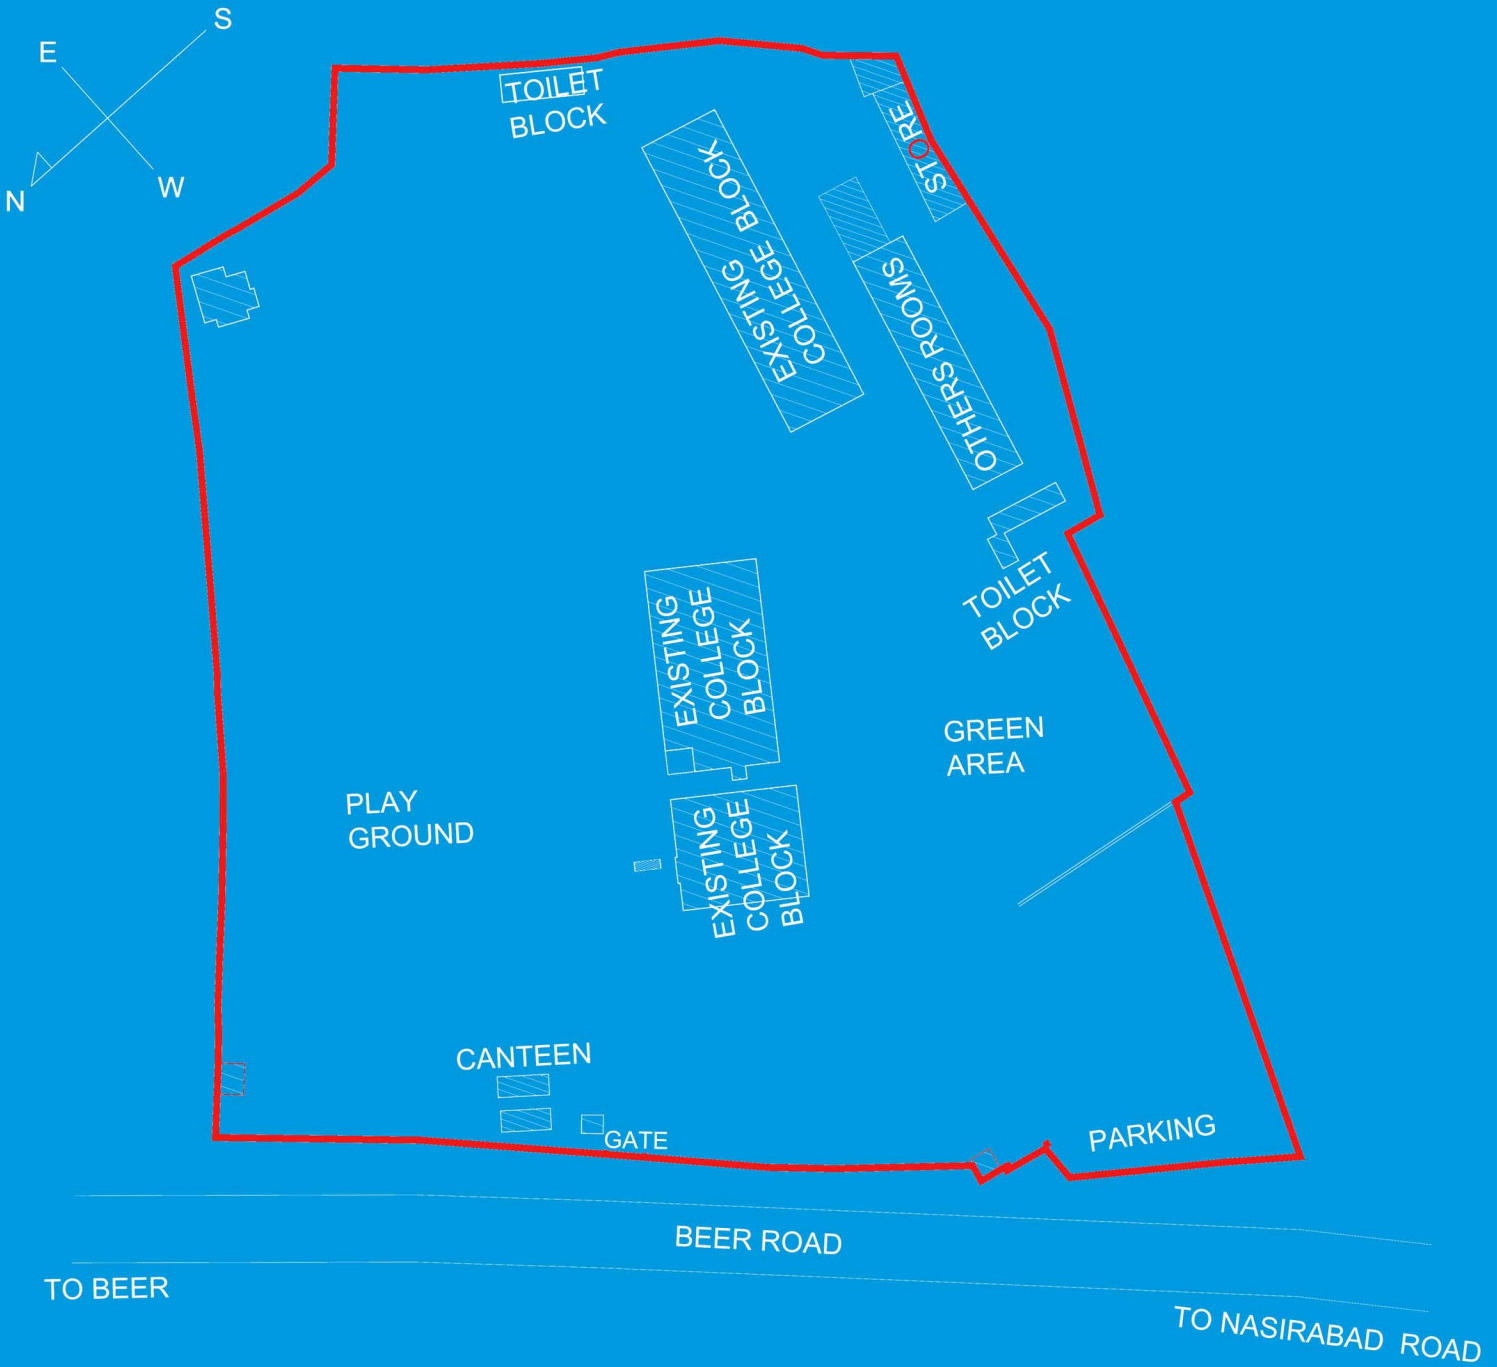 S
E
N
W
TOILET
BLOCK
STORE
EXISTING
COLLEGE BLOCK
OTHERS ROOMS
TOILET
BLOCK
EXISTING
COLLEGE
BLOCK
GREEN
AREA
PLAY
GROUND
EXISTING
COLLEGE
BLOCK
CANTEEN
GATE
PARKING
BEER ROAD
TO BEER
TO NASIRABAD ROAD